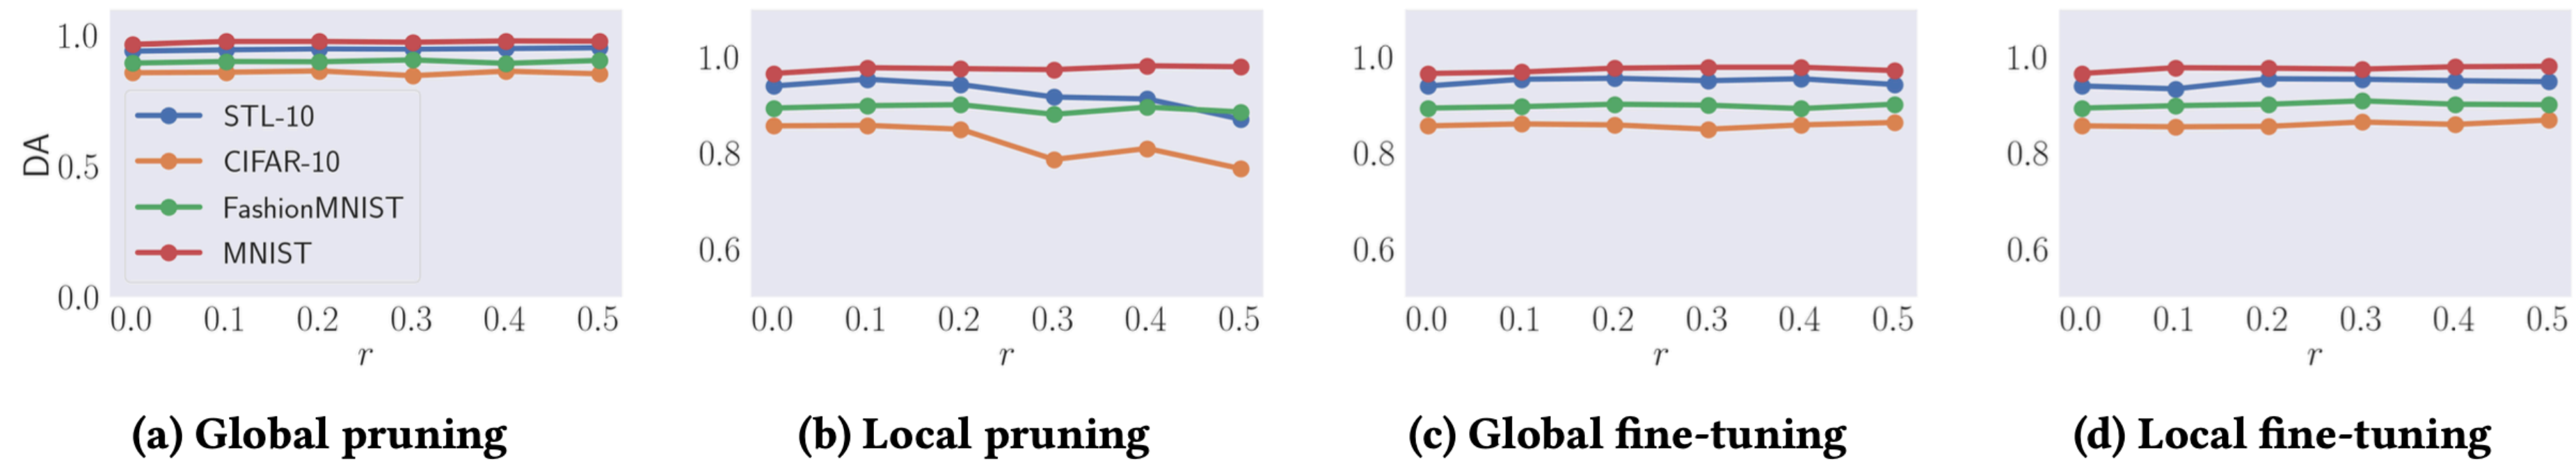 DA
1.0
0.5
0.0
STL-10
CIFAR-10
FashionMNIST
MNIST
0.0 0.1 0.2 0.3 0.4 0.5
r
(a) Global pruning
1.0
0.8
0.6
0.0 0.1 0.2 0.3 0.4 0.5
r
(b) Local pruning
1.0
0.8
0.6
0.0 0.1 0.2 0.3 0.4 0.5
r
(c) Global fine-tuning
1.0
0.8
0.6
0.0 0.1 0.2 0.3 0.4 0.5
r
(d) Local fine-tuning